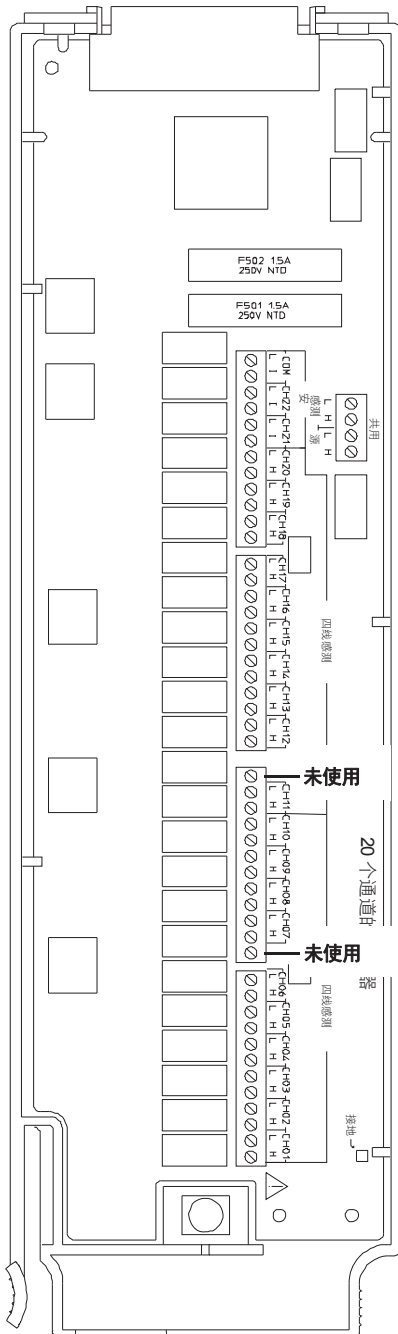 F502 1.5A
250V NTD
F501 1.5A
250V NTD
COM
L I
CH22
L I
CH21
L I
CH20
L H
CH19
L H
CH18
L H
安
感测
源
L H L H
共用
CH17
L H
CH16
L H
CH15
L H
CH14
L H
CH13
L H
CH12
L H
四线感测
未使用
CH11
L H
CH10
L H
CH09
L H
CH08
L H
CH07
L H
未使用
20 个通道的
器
CH06
L H
CH05
L H
CH04
L H
CH03
L H
CH02
L H
CH01
L H
四线感测
接地